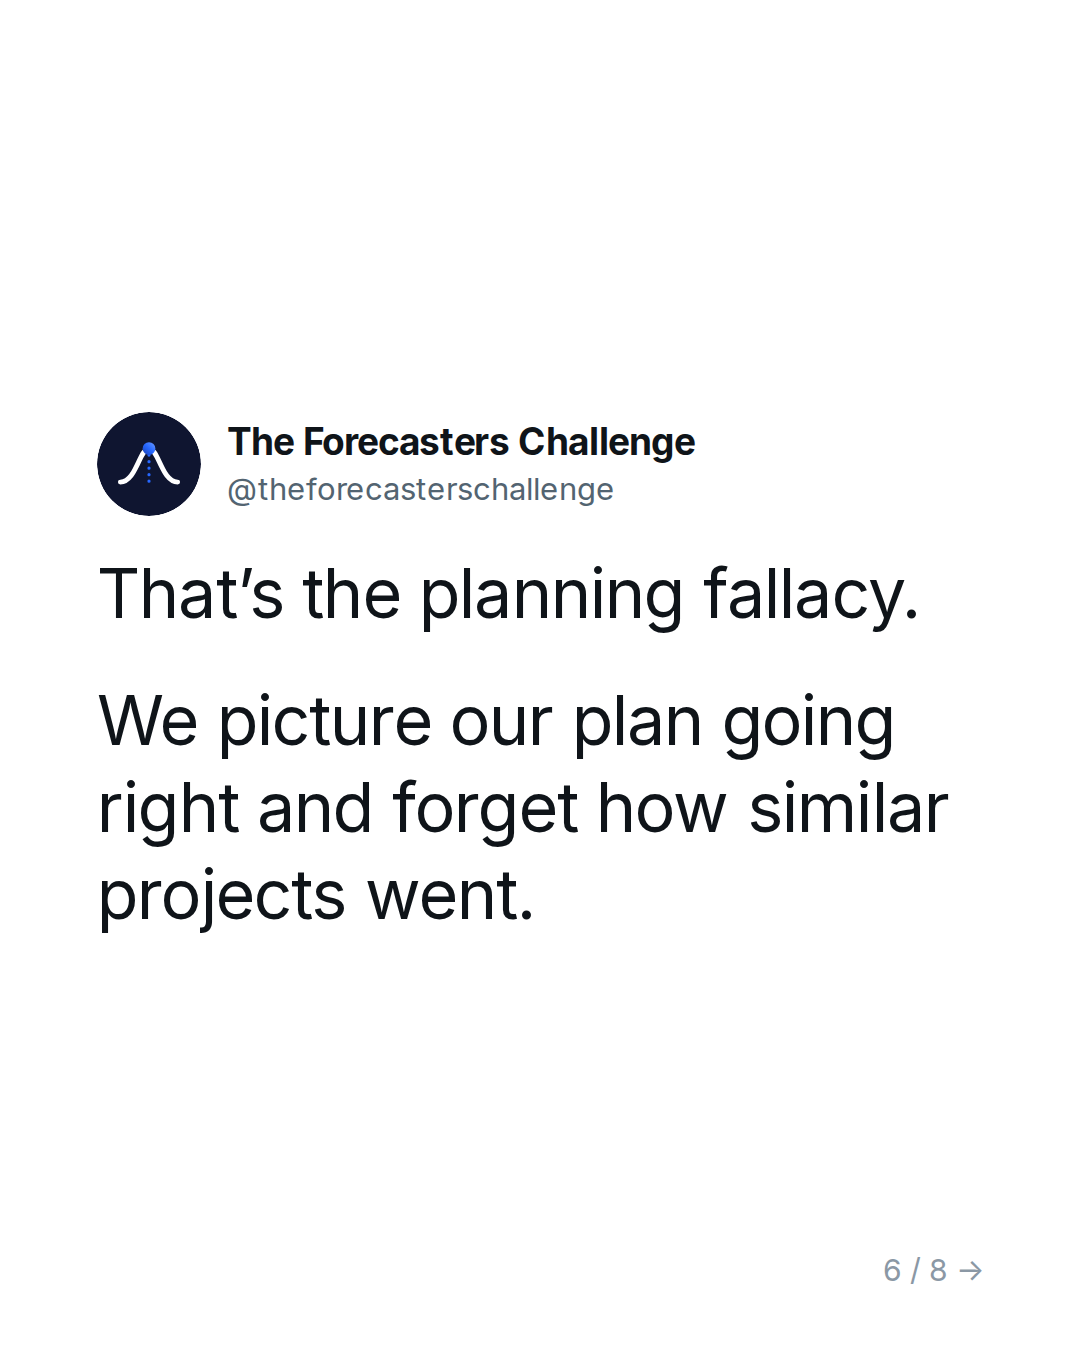 The Forecasters Challenge
@theforecasterschallenge
That’s the planning fallacy.
We picture our plan going
right and forget how similar
projects went.
6 / 8 →